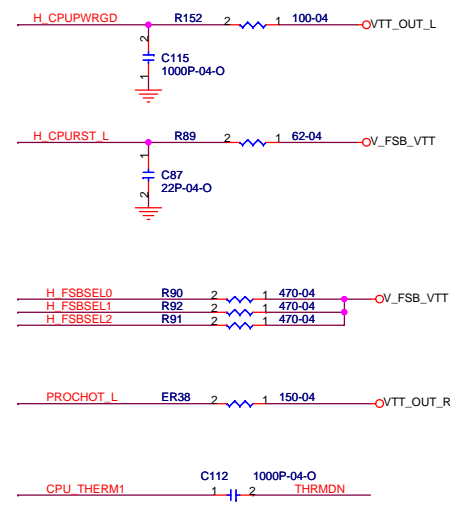 H_CPUPWRGD R152 2 1 100-04 VTT_OUT_L
2
C115
1 1000P-04-O
H_CPURST_L R89 2 1 62-04 V_FSB_VTT
1
C87
2 22P-04-O
H_FSBSEL0 R90 2 1 470-04 V_FSB_VTT
H_FSBSEL1 R92 2 1 470-04
H_FSBSEL2 R91 2 1 470-04
PROCHOT_L ER38 2 1 150-04 VTT_OUT_R
C112 1000P-04-O
CPU_THERM1 1 2 THRMDN